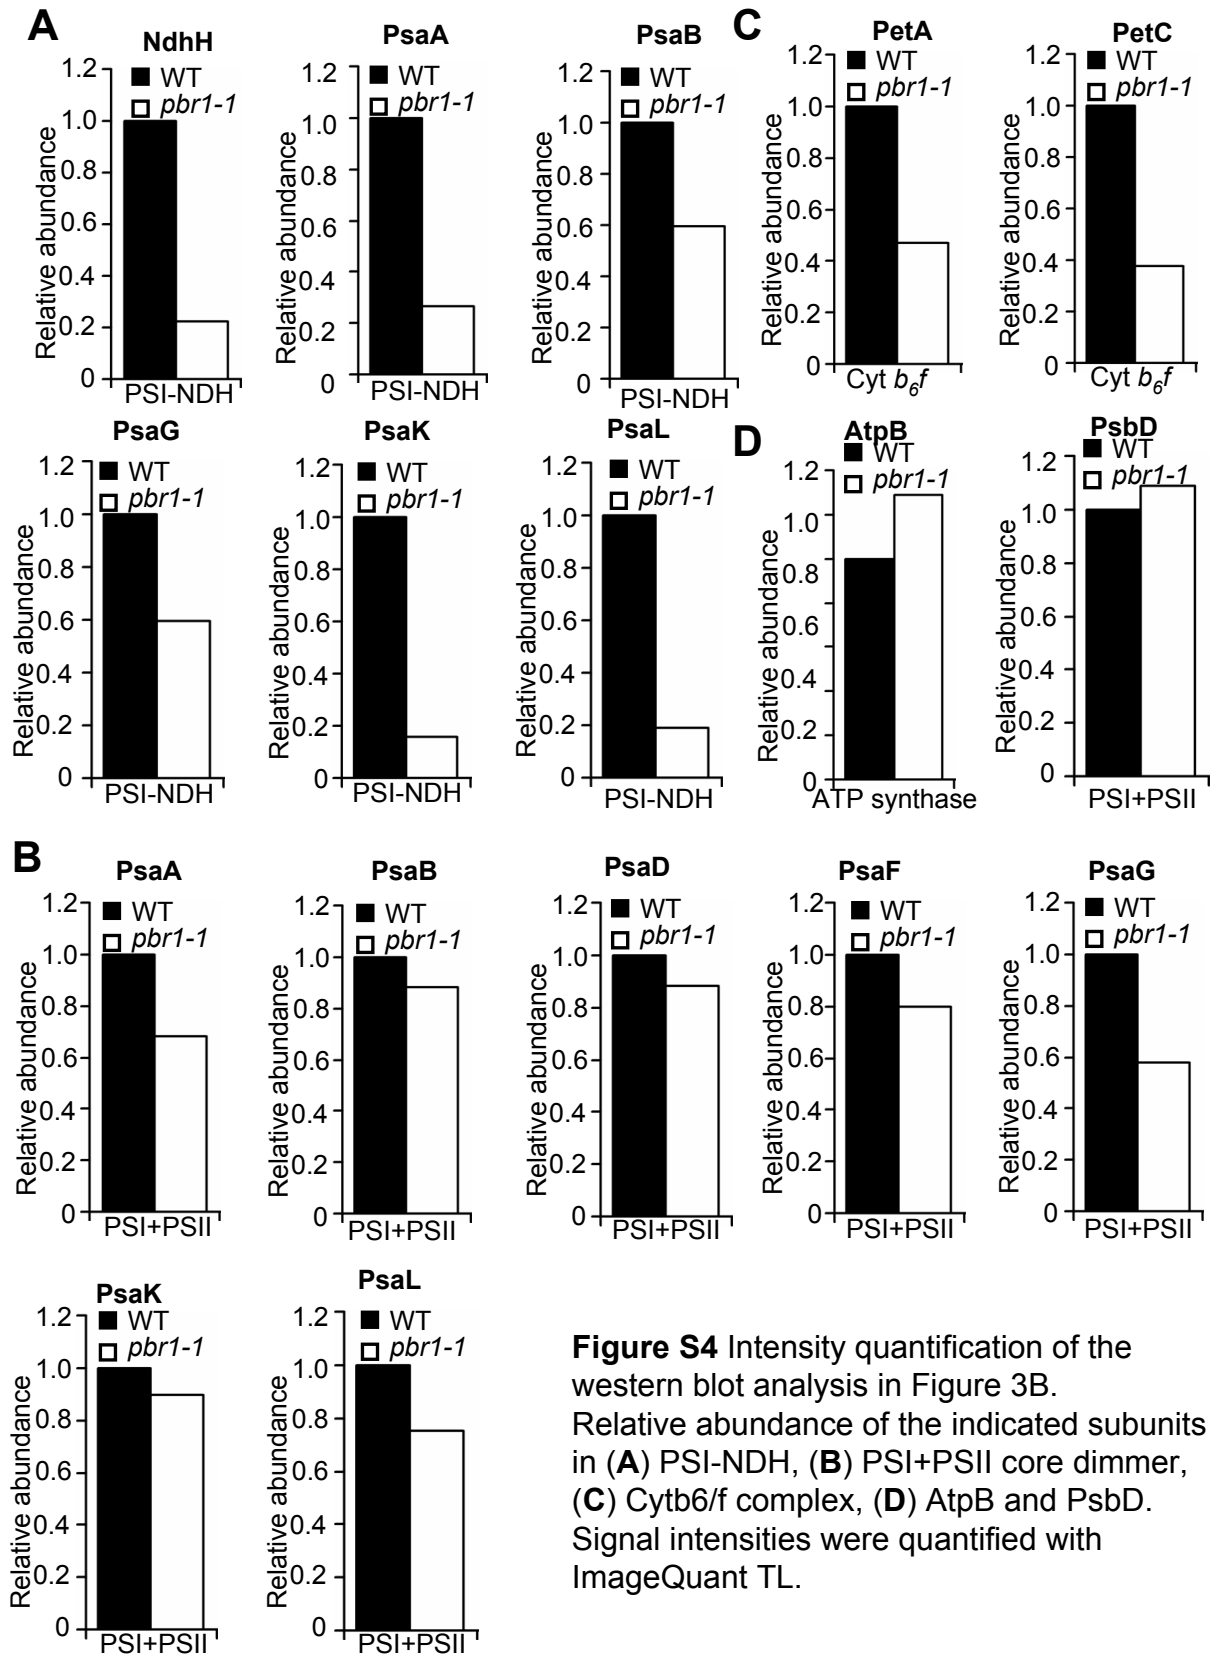 A
NdhH
1.2
1.0
0.8
0.6
0.4
0.2
0
Relative abundance
WT
pbr1-1
PSI-NDH
PsaA
1.2
1.0
0.8
0.6
0.4
0.2
0
Relative abundance
WT
pbr1-1
PSI-NDH
PsaB
1.2
1.0
0.8
0.6
0.4
0.2
0
Relative abundance
WT
pbr1-1
PSI-NDH
C
PetA
1.2
1.0
0.8
0.6
0.4
0.2
0
Relative abundance
WT
pbr1-1
Cyt b6f
PetC
1.2
1.0
0.8
0.6
0.4
0.2
0
Relative abundance
WT
pbr1-1
Cyt b6f
PsaG
1.2
1.0
0.8
0.6
0.4
0.2
0
Relative abundance
WT
pbr1-1
PSI-NDH
PsaK
1.2
1.0
0.8
0.6
0.4
0.2
0
Relative abundance
WT
pbr1-1
PSI-NDH
PsaL
1.2
1.0
0.8
0.6
0.4
0.2
0
Relative abundance
WT
pbr1-1
PSI-NDH
D
AtpB
1.2
1.0
0.8
0.6
0.4
0.2
0
Relative abundance
WT
pbr1-1
ATP synthase
PsbD
1.2
1.0
0.8
0.6
0.4
0.2
0
Relative abundance
WT
pbr1-1
PSI+PSII
B
PsaA
1.2
1.0
0.8
0.6
0.4
0.2
0
Relative abundance
WT
pbr1-1
PSI+PSII
PsaB
1.2
1.0
0.8
0.6
0.4
0.2
0
Relative abundance
WT
pbr1-1
PSI+PSII
PsaD
1.2
1.0
0.8
0.6
0.4
0.2
0
Relative abundance
WT
pbr1-1
PSI+PSII
PsaF
1.2
1.0
0.8
0.6
0.4
0.2
0
Relative abundance
WT
pbr1-1
PSI+PSII
PsaG
1.2
1.0
0.8
0.6
0.4
0.2
0
Relative abundance
WT
pbr1-1
PSI+PSII
PsaK
1.2
1.0
0.8
0.6
0.4
0.2
0
Relative abundance
WT
pbr1-1
PSI+PSII
PsaL
1.2
1.0
0.8
0.6
0.4
0.2
0
Relative abundance
WT
pbr1-1
PSI+PSII
Figure S4 Intensity quantification of the
western blot analysis in Figure 3B.
Relative abundance of the indicated subunits
in (A) PSI-NDH, (B) PSI+PSII core dimmer,
(C) Cytb6/f complex, (D) AtpB and PsbD.
Signal intensities were quantified with
ImageQuant TL.